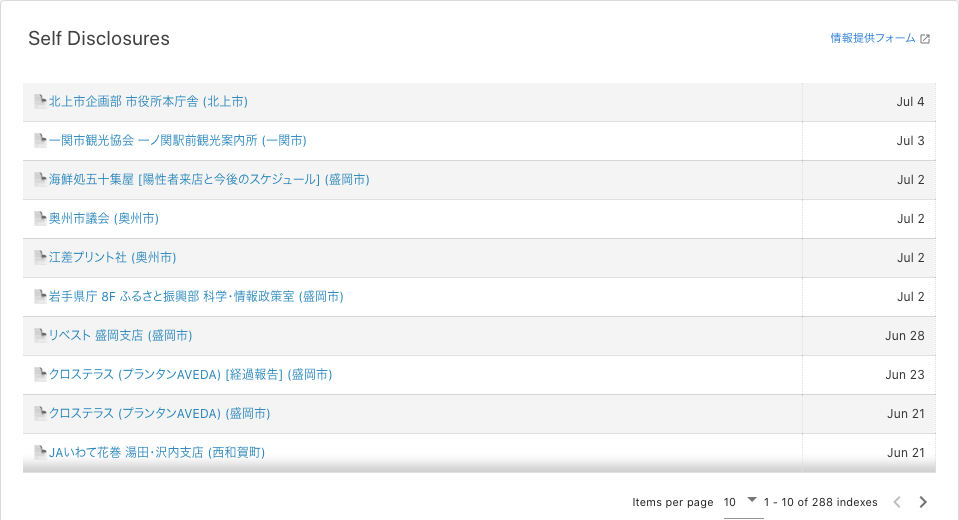 Self Disclosures
情報提供フォーム
北上市企画部 市役所本庁舎 (北上市) Jul 4
一関市観光協会 一ノ関駅前観光案内所 (一関市) Jul 3
海鮮処五十集屋 [陽性者来店と今後のスケジュール] (盛岡市) Jul 2
奥州市議会 (奥州市) Jul 2
江差プリント社 (奥州市) Jul 2
岩手県庁 8F ふるさと振興部 科学・情報政策室 (盛岡市) Jul 2
リベスト 盛岡支店 (盛岡市) Jun 28
クロステラス (プランタンAVEDA) [経過報告] (盛岡市) Jun 23
クロステラス (プランタンAVEDA) (盛岡市) Jun 21
JAいわて花巻 湯田・沢内支店 (西和賀町) Jun 21
Items per page 10 1 - 10 of 288 indexes